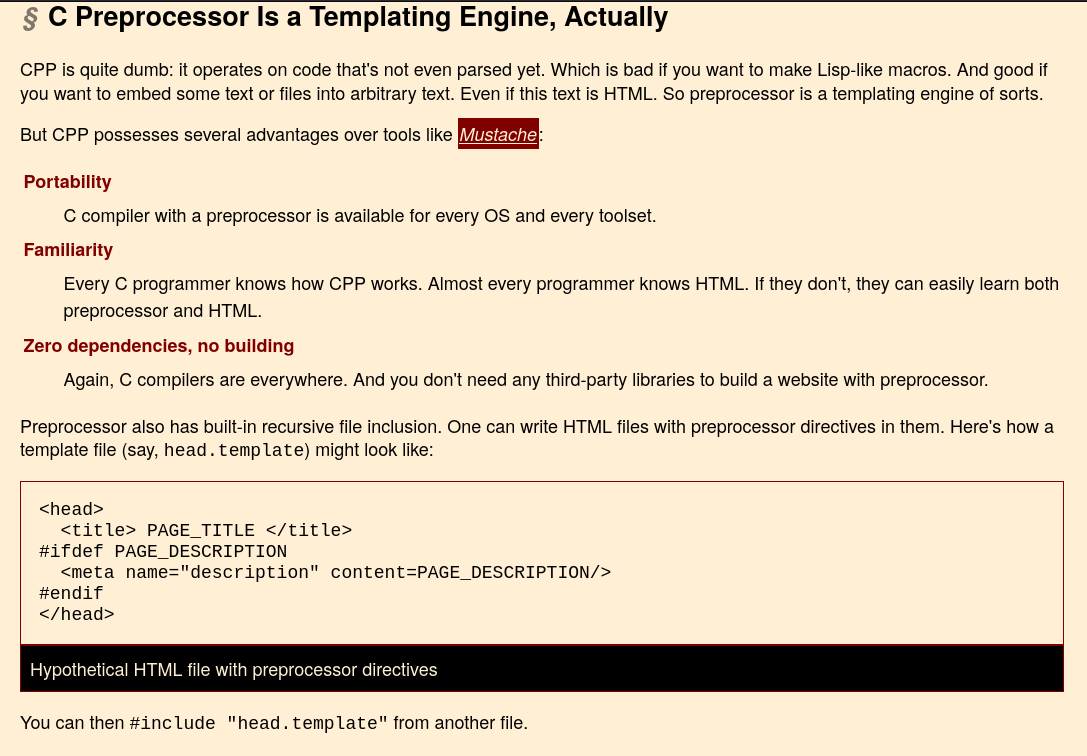 § C Preprocessor Is a Templating Engine, Actually
CPP is quite dumb: it operates on code that's not even parsed yet. Which is bad if you want to make Lisp-like macros. And good if
you want to embed some text or files into arbitrary text. Even if this text is HTML. So preprocessor is a templating engine of sorts.
But CPP possesses several advantages over tools like Mustache:
Portability
C compiler with a preprocessor is available for every OS and every toolset.
Familiarity
Every C programmer knows how CPP works. Almost every programmer knows HTML. If they don't, they can easily learn both
preprocessor and HTML.
Zero dependencies, no building
Again, C compilers are everywhere. And you don't need any third-party libraries to build a website with preprocessor.
Preprocessor also has built-in recursive file inclusion. One can write HTML files with preprocessor directives in them. Here's how a
template file (say, head.template) might look like:
<head>
  <title> PAGE_TITLE </title>
#ifdef PAGE_DESCRIPTION
  <meta name="description" content=PAGE_DESCRIPTION/>
#endif
</head>
Hypothetical HTML file with preprocessor directives
You can then #include "head.template" from another file.